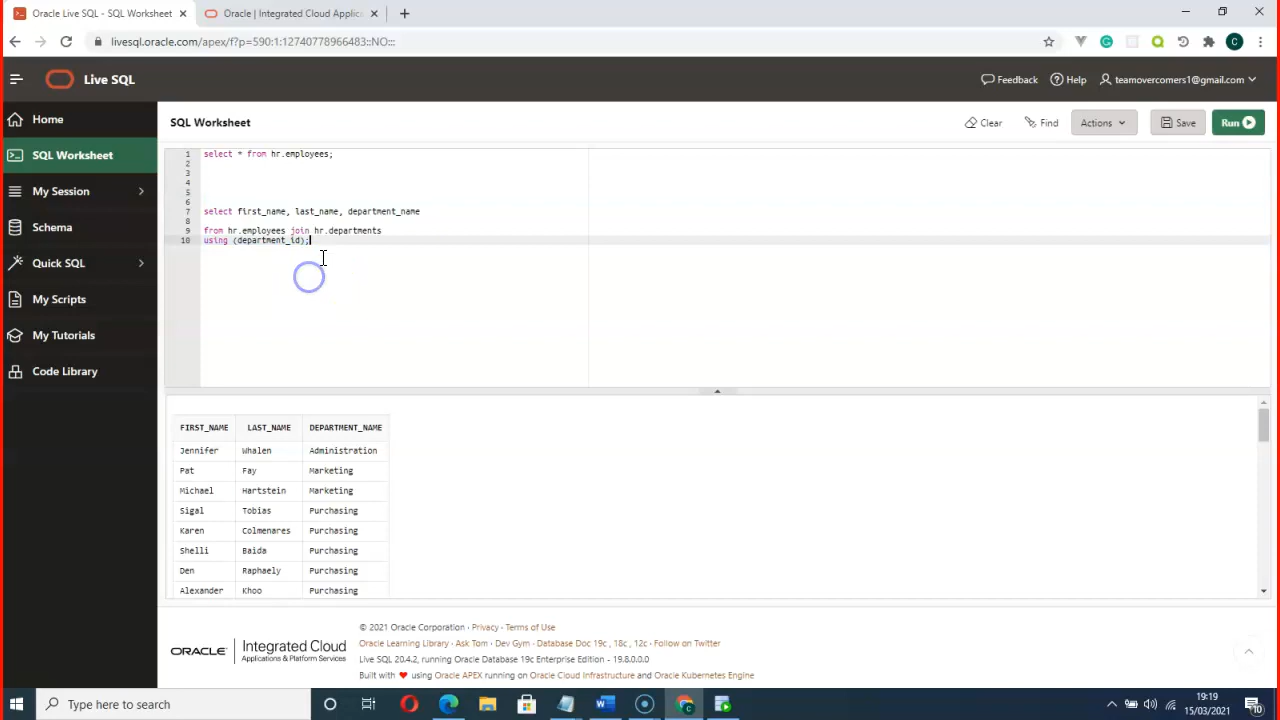 Oracle Live SQL - SQL Worksheet
Oracle | Integrated Cloud Applic
livesql.oracle.com/apex/f?p=590:1:12740778966483::NO:::
C
Live SQL
Feedback
Help
teamovercomers1@gmail.com
Home
SQL Worksheet
My Session
Schema
Quick SQL
My Scripts
My Tutorials
Code Library
SQL Worksheet
Clear
Find
Actions
Save
Run
1 select * from hr.employees;
2
3
4
5
6
7 select first_name, last_name, department_name
8
9 from hr.employees join hr.departments
10 using (department_id);
FIRST_NAME LAST_NAME DEPARTMENT_NAME
Jennifer Whalen Administration
Pat Fay Marketing
Michael Hartstein Marketing
Sigal Tobias Purchasing
Karen Colmenares Purchasing
Shelli Baida Purchasing
Den Raphaely Purchasing
Alexander Khoo Purchasing
ORACLE Integrated Cloud
Applications & Platform Services
© 2021 Oracle Corporation · Privacy · Terms of Use
Oracle Learning Library · Ask Tom · Dev Gym · Database Doc 19c , 18c , 12c · Follow on Twitter
Live SQL 20.4.2, running Oracle Database 19c Enterprise Edition - 19.8.0.0.0
Built with ❤ using Oracle APEX running on Oracle Cloud Infrastructure and Oracle Kubernetes Engine
Type here to search
19:19
15/03/2021
10